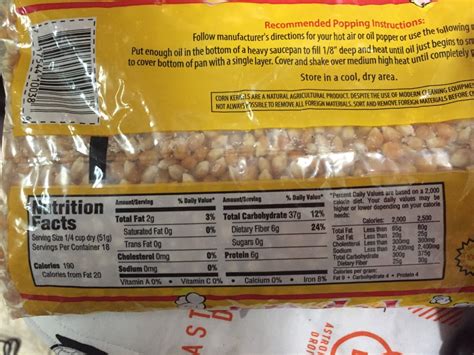 Recommended Popping Instructions:
Follow manufacturer's directions for your hot air or oil popper or use the following
Put enough oil in the bottom of a heavy saucepan to fill 1/8" deep and heat until oil just begins to
to cover bottom of pan with a single layer. Cover and shake over medium high heat until completely
Store in a cool, dry area.
CORN KERNELS ARE A NATURAL AGRICULTURAL PRODUCT. DESPITE THE USE OF MODERN CLEANING
NOT ALWAYS POSSIBLE TO REMOVE ALL FOREIGN MATERIALS. SORT AND REMOVE FOREIGN MATERIALS BEFORE
Nutrition
Facts
Serving Size 1/4 cup dry (51g)
Servings Per Container 18
Calories 190
Calories from Fat 20
Amount/Serving % Daily Value*
Total Fat 2g 3%
Saturated Fat 0g 0%
Trans Fat 0g
Cholesterol 0mg 0%
Sodium 0mg 0%
Amount/Serving % Daily Value*
Total Carbohydrate 37g 12%
Dietary Fiber 6g 24%
Sugars 0g
Protein 6g
Vitamin A 0% • Vitamin C 0% • Calcium 0% • Iron 8%
*Percent Daily Values are based on a 2,000
calorie diet. Your daily values may be
higher or lower depending on your calorie
needs:
Calories: 2,000 2,500
Total Fat Less than 65g 80g
Sat Fat Less than 20g 25g
Cholesterol Less than 300mg 300mg
Sodium Less than 2,400mg 2,400mg
Total Carbohydrate 300g 375g
Dietary Fiber 25g 30g
Calories per gram:
Fat 9 • Carbohydrate 4 • Protein 4